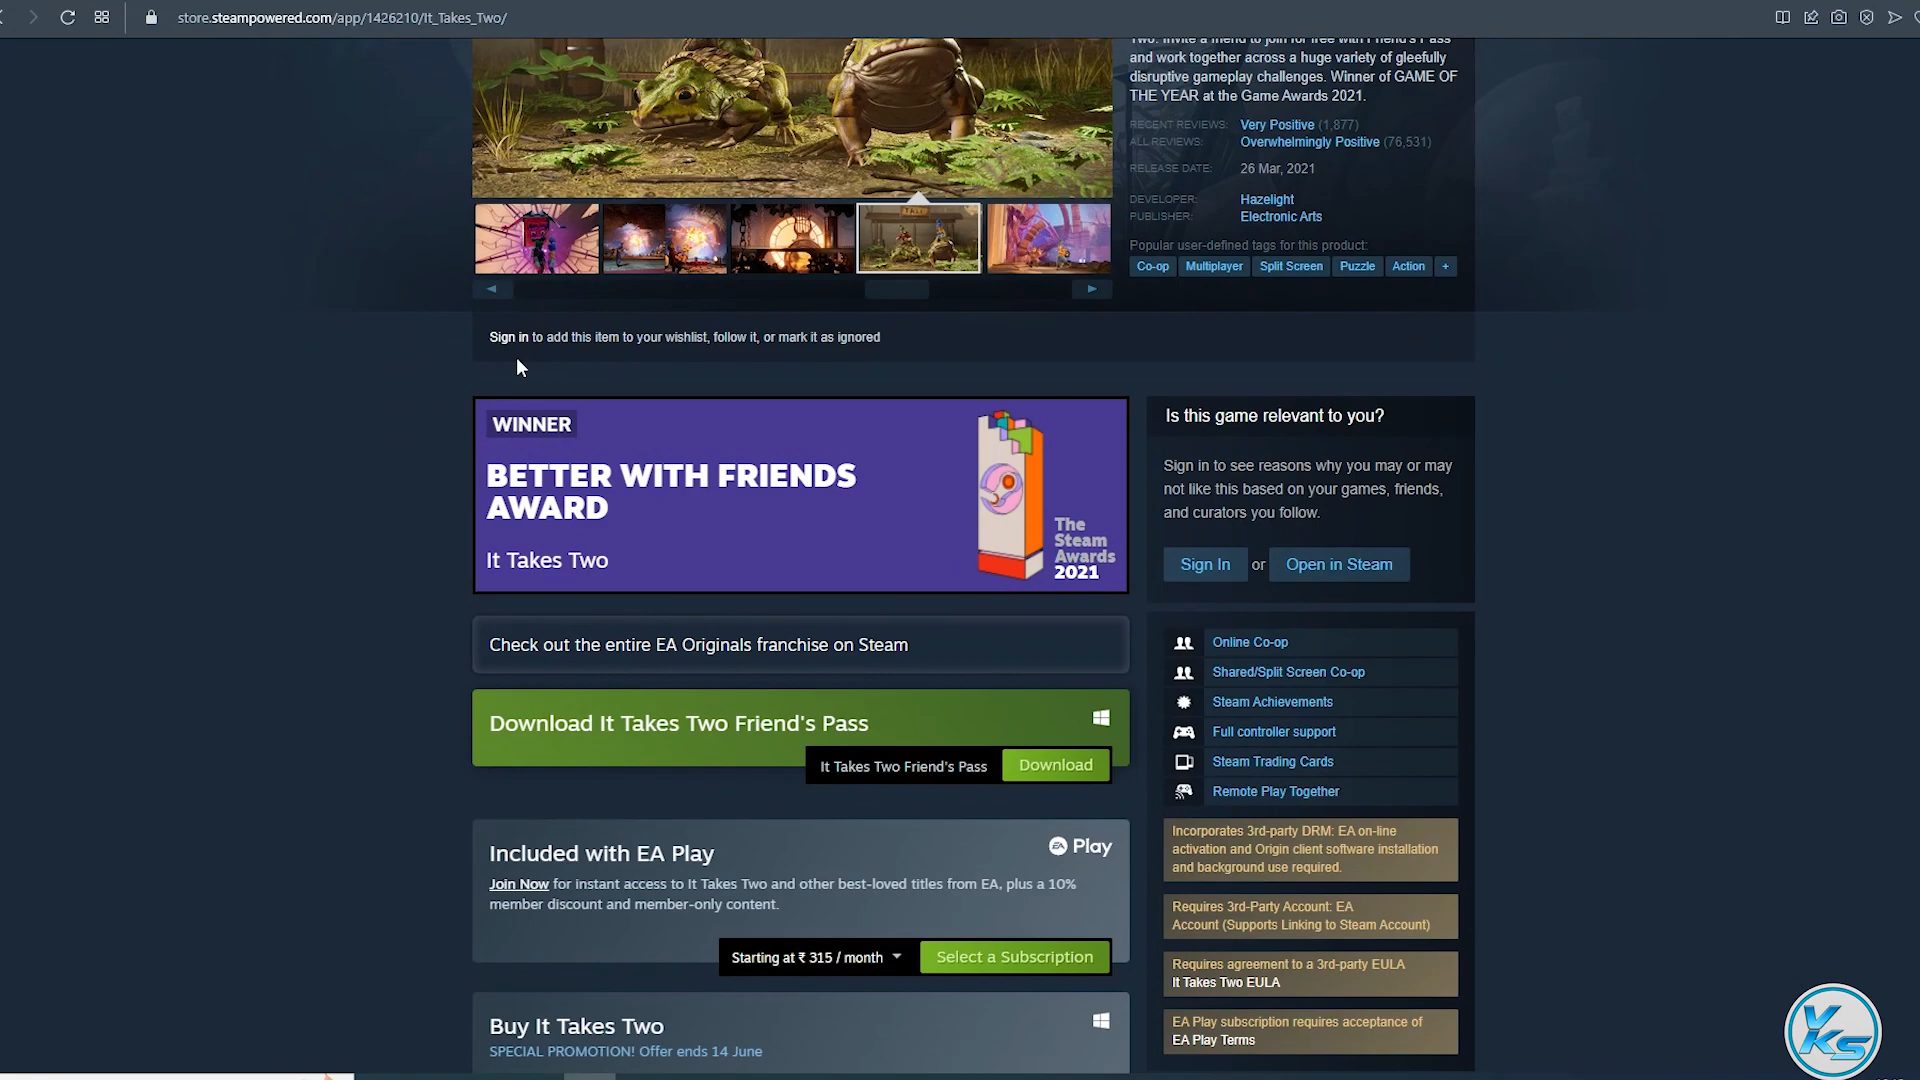 store.steampowered.com/app/1426210/It_Takes_Two/
Two. Invite a friend to join for free with Friend's Pass
and work together across a huge variety of gleefully
disruptive gameplay challenges. Winner of GAME OF
THE YEAR at the Game Awards 2021.
RECENT REVIEWS: Very Positive (1,877)
ALL REVIEWS: Overwhelmingly Positive (76,531)
RELEASE DATE: 26 Mar, 2021
DEVELOPER: Hazelight
PUBLISHER: Electronic Arts
Popular user-defined tags for this product:
Co-op Multiplayer Split Screen Puzzle Action +
Sign in to add this item to your wishlist, follow it, or mark it as ignored
WINNER
BETTER WITH FRIENDS
AWARD
It Takes Two
The
Steam
Awards
2021
Is this game relevant to you?
Sign in to see reasons why you may or may
not like this based on your games, friends,
and curators you follow.
Sign In or Open in Steam
Check out the entire EA Originals franchise on Steam
Download It Takes Two Friend's Pass
It Takes Two Friend's Pass Download
Included with EA Play
EA Play
Join Now for instant access to It Takes Two and other best-loved titles from EA, plus a 10%
member discount and member-only content.
Starting at ₹ 315 / month Select a Subscription
Buy It Takes Two
SPECIAL PROMOTION! Offer ends 14 June
Online Co-op
Shared/Split Screen Co-op
Steam Achievements
Full controller support
Steam Trading Cards
Remote Play Together
Incorporates 3rd-party DRM: EA on-line
activation and Origin client software installation
and background use required.
Requires 3rd-Party Account: EA
Account (Supports Linking to Steam Account)
Requires agreement to a 3rd-party EULA
It Takes Two EULA
EA Play subscription requires acceptance of
EA Play Terms
VKS